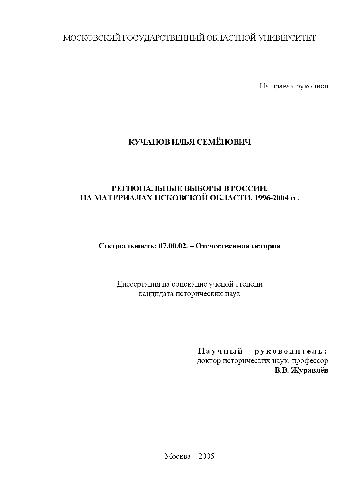 МОСКОВСКИЙ ГОСУДАРСТВЕННЫЙ ОБЛАСТНОЙ УНИВЕРСИТЕТ
На правах рукописи
КУЧАНОВ ИЛЬЯ СЕМЁНОВИЧ
РЕГИОНАЛЬНЫЕ ВЫБОРЫ В РОССИИ.
НА МАТЕРИАЛАХ ПСКОВСКОЙ ОБЛАСТИ. 1996-2004 гг.
Специальность: 07.00.02. – Отечественная история
Диссертация на соискание ученой степени
кандидата исторических наук
Научный руководитель:
доктор исторических наук, профессор
В.В. Журавлёв
Москва – 2005